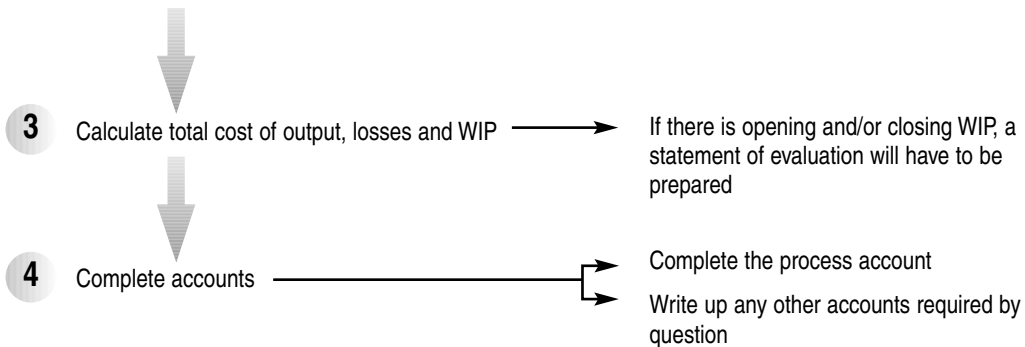 3
Calculate total cost of output, losses and WIP
If there is opening and/or closing WIP, a
statement of evaluation will have to be
prepared
4
Complete accounts
Complete the process account
Write up any other accounts required by
question